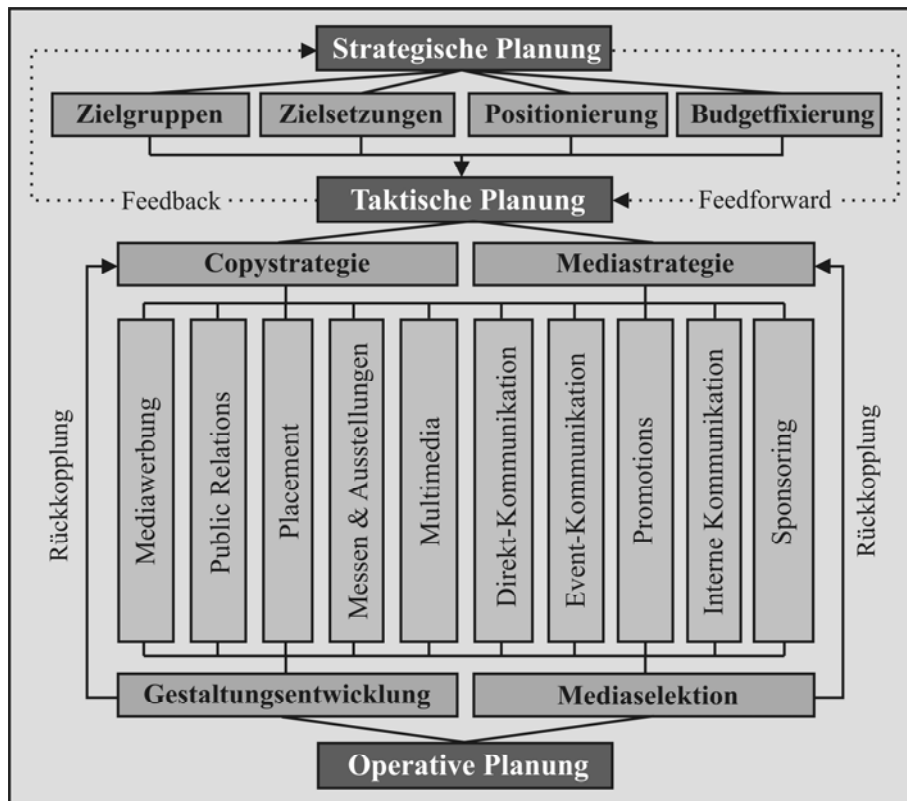 Strategische Planung
Zielgruppen
Zielsetzungen
Positionierung
Budgetfixierung
Feedback
Taktische Planung
Feedforward
Copystrategie
Mediastrategie
Rückkopplung
Mediawerbung
Public Relations
Placement
Messen & Ausstellungen
Multimedia
Direkt-Kommunikation
Event-Kommunikation
Promotions
Interne Kommunikation
Sponsoring
Rückkopplung
Gestaltungsentwicklung
Mediaselektion
Operative Planung